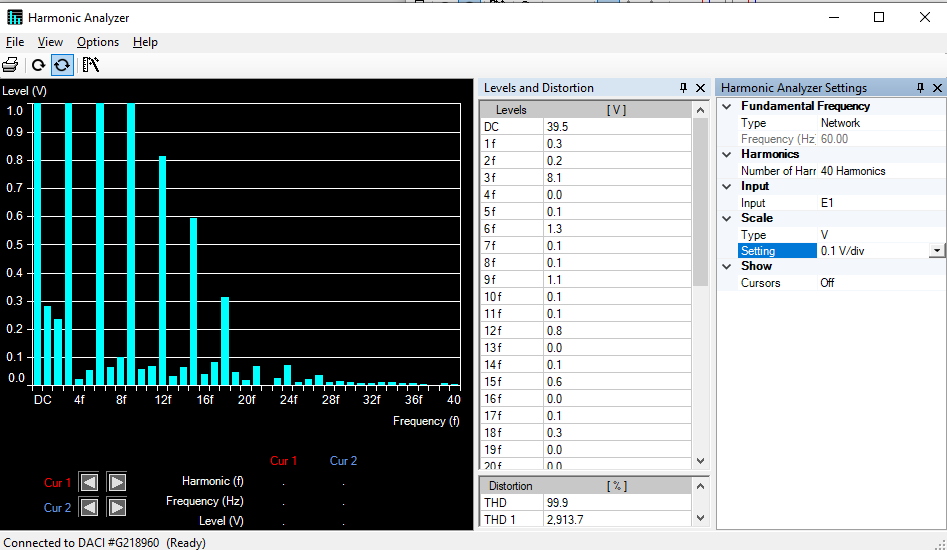 Harmonic Analyzer
File View Options Help
Level (V)
1.0
0.9
0.8
0.7
0.6
0.5
0.4
0.3
0.2
0.1
0.0
DC 4f 8f 12f 16f 20f 24f 28f 32f 36f 40
Frequency (f)
Cur 1 Cur 2
Cur 1
Cur 2
Harmonic (f) . .
Frequency (Hz) . .
Level (V) . .
Levels and Distortion
Levels [ V ]
DC 39.5
1 f 0.3
2 f 0.2
3 f 8.1
4 f 0.0
5 f 0.1
6 f 1.3
7 f 0.1
8 f 0.1
9 f 1.1
10 f 0.1
11 f 0.1
12 f 0.8
13 f 0.0
14 f 0.1
15 f 0.6
16 f 0.0
17 f 0.1
18 f 0.3
19 f 0.0
20 f 0.0
Distortion [ % ]
THD 99.9
THD 1 2,913.7
Harmonic Analyzer Settings
Fundamental Frequency
Type Network
Frequency (Hz 60.00
Harmonics
Number of Harr 40 Harmonics
Input
Input E1
Scale
Type V
Setting 0.1 V/div
Show
Cursors Off
Connected to DACI #G218960 (Ready)